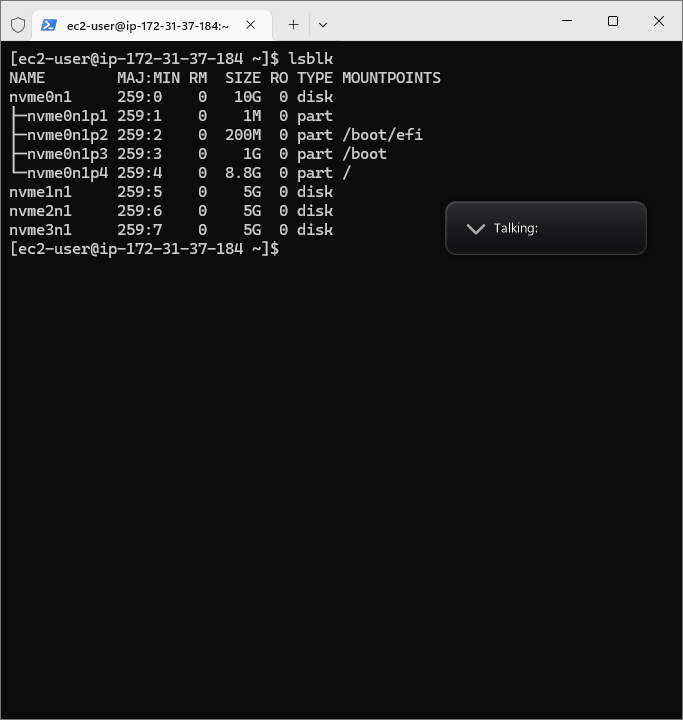 ec2-user@ip-172-31-37-184:~
[ec2-user@ip-172-31-37-184 ~]$ lsblk
NAME        MAJ:MIN RM  SIZE RO TYPE MOUNTPOINTS
nvme0n1     259:0    0   10G  0 disk
├─nvme0n1p1 259:1    0    1M  0 part
├─nvme0n1p2 259:2    0  200M  0 part /boot/efi
├─nvme0n1p3 259:3    0    1G  0 part /boot
└─nvme0n1p4 259:4    0  8.8G  0 part /
nvme1n1     259:5    0    5G  0 disk
nvme2n1     259:6    0    5G  0 disk
nvme3n1     259:7    0    5G  0 disk
Talking:
[ec2-user@ip-172-31-37-184 ~]$